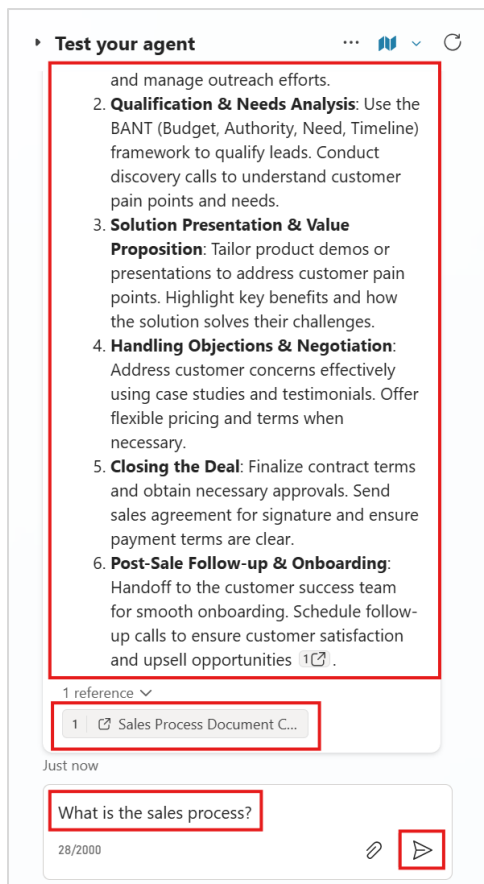 Test your agent
and manage outreach efforts.
2. Qualification & Needs Analysis: Use the
BANT (Budget, Authority, Need, Timeline)
framework to qualify leads. Conduct
discovery calls to understand customer
pain points and needs.
3. Solution Presentation & Value
Proposition: Tailor product demos or
presentations to address customer pain
points. Highlight key benefits and how
the solution solves their challenges.
4. Handling Objections & Negotiation:
Address customer concerns effectively
using case studies and testimonials. Offer
flexible pricing and terms when
necessary.
5. Closing the Deal: Finalize contract terms
and obtain necessary approvals. Send
sales agreement for signature and ensure
payment terms are clear.
6. Post-Sale Follow-up & Onboarding:
Handoff to the customer success team
for smooth onboarding. Schedule follow-
up calls to ensure customer satisfaction
and upsell opportunities 1.
1 reference
1 Sales Process Document C...
Just now
What is the sales process?
28/2000